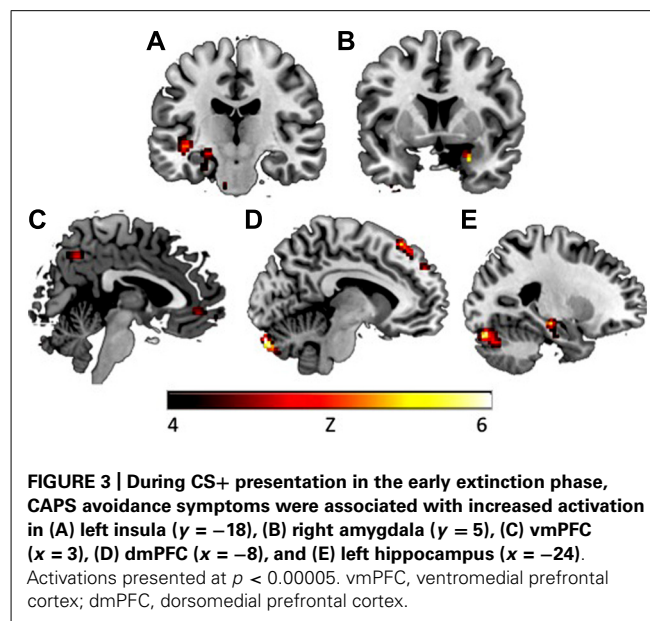 A
B
C
D
E
4
Z
6
FIGURE 3 | During CS+ presentation in the early extinction phase,
CAPS avoidance symptoms were associated with increased activation
in (A) left insula (y = −18), (B) right amygdala (y = 5), (C) vmPFC
(x = 3), (D) dmPFC (x = −8), and (E) left hippocampus (x = −24).
Activations presented at p < 0.00005. vmPFC, ventromedial prefrontal
cortex; dmPFC, dorsomedial prefrontal cortex.